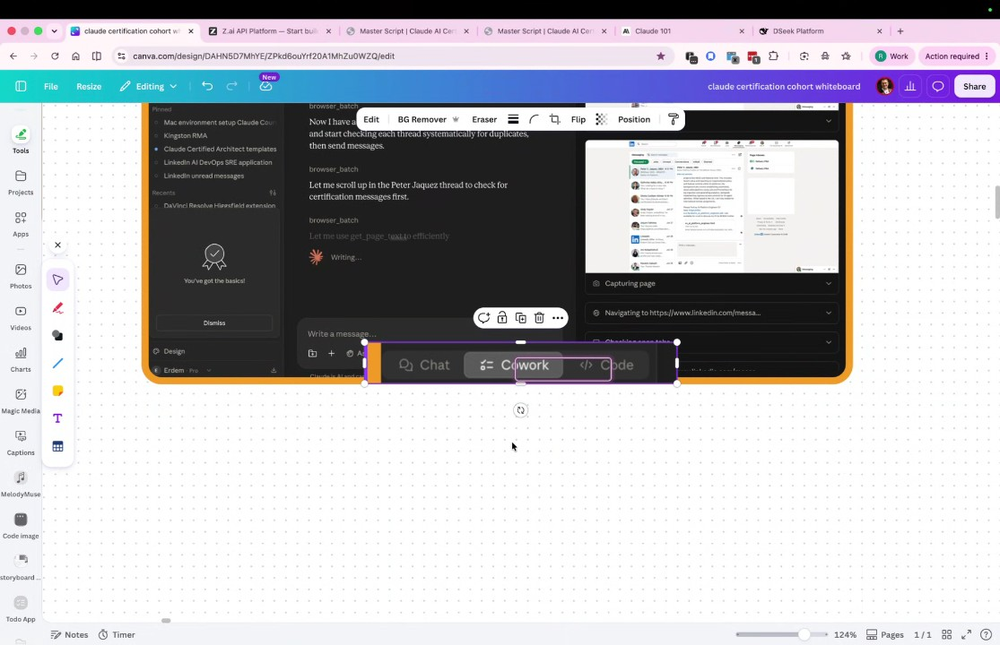 claude certification cohort w
Z.ai API Platform — Start buil
Master Script | Claude AI Cer
Master Script | Claude AI Cer
Claude 101
DSeek Platform
canva.com/design/DAHN5D7MhYE/ZPkd6ouYrf20A1MhZu0WZQ/edit
Work
Action required
New
File
Resize
Editing
claude certification cohort whiteboard
Share
Edit
BG Remover
Eraser
Flip
Position
Tools
Projects
Apps
Photos
Videos
Charts
Magic Media
Captions
MelodyMuse
Code image
storyboard ...
Todo App
Pinned
Mac environment setup Claude Cour
Kingston RMA
Claude Certified Architect templates
LinkedIn AI DevOps SRE application
LinkedIn unread messages
Recents
DaVinci Resolve Higgsfield extension
You've got the basics!
Dismiss
Design
Erdem · Pro
browser_batch
Now I have a
and start checking each thread systematically for duplicates,
then send messages.
browser_batch
Let me scroll up in the Peter Jaquez thread to check for
certification messages first.
browser_batch
Let me use get_page_text to efficiently
Writing...
Write a message...
Chat
Cowork
Code
Capturing page
Navigating to https://www.linkedin.com/messa...
Notes
Timer
124%
Pages
1 / 1